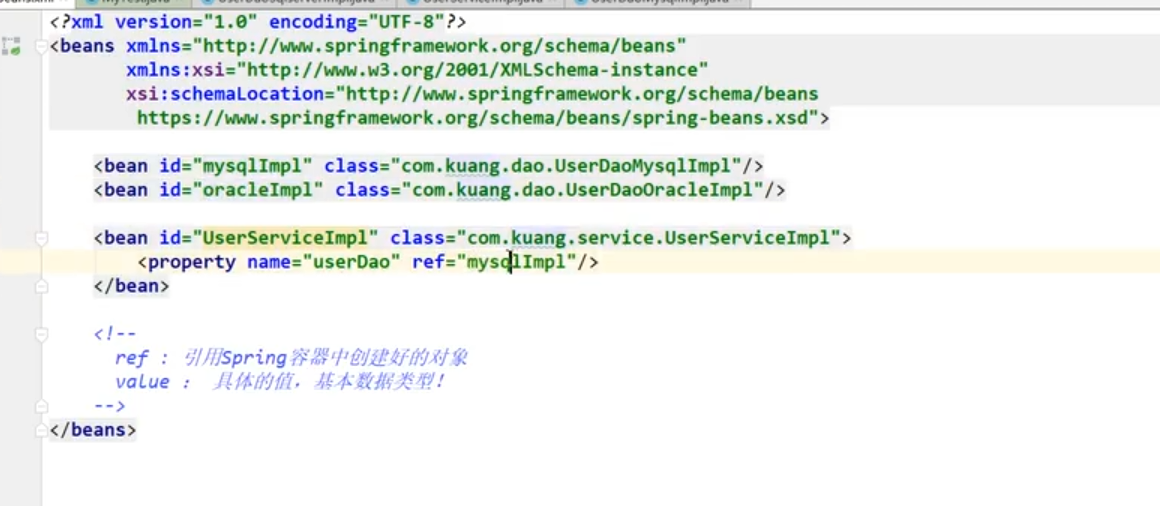 <?xml version="1.0" encoding="UTF-8"?>
<beans xmlns="http://www.springframework.org/schema/beans"
xmlns:xsi="http://www.w3.org/2001/XMLSchema-instance"
xsi:schemaLocation="http://www.springframework.org/schema/beans
https://www.springframework.org/schema/beans/spring-beans.xsd">
<bean id="mysqlImpl" class="com.kuang.dao.UserDaoMysqlImpl"/>
<bean id="oracleImpl" class="com.kuang.dao.UserDaoOracleImpl"/>
<bean id="UserServiceImpl" class="com.kuang.service.UserServiceImpl">
<property name="userDao" ref="mysqlImpl"/>
</bean>
<!--
ref : 引用Spring容器中创建好的对象
value : 具体的值，基本数据类型！
-->
</beans>